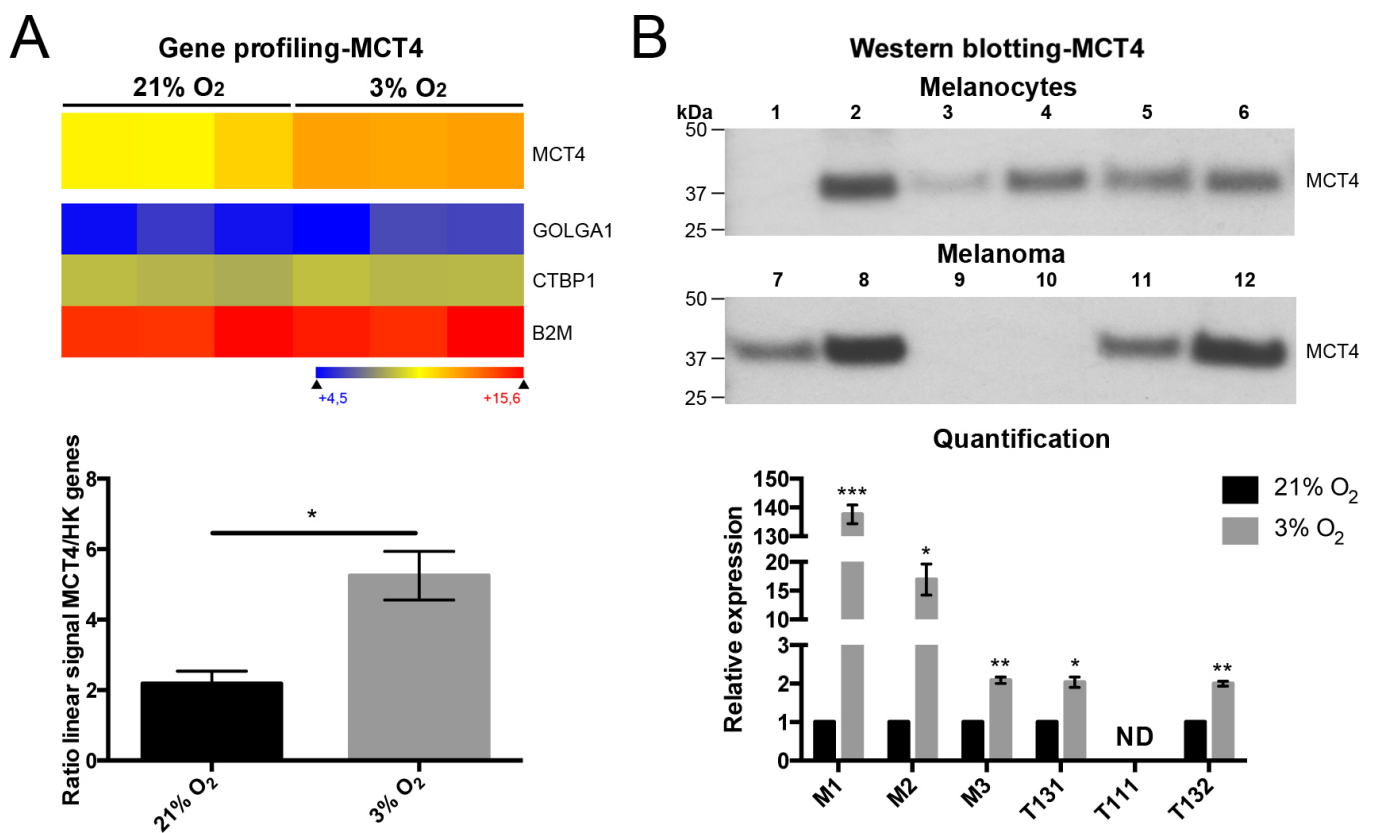 A
Gene profiling-MCT4
21% O2
3% O2
MCT4
GOLGA1
CTBP1
B2M
+4,5
+15,6
Ratio linear signal MCT4/HK genes
8
6
4
2
0
*
21% O2
3% O2
B
Western blotting-MCT4
Melanocytes
kDa 1 2 3 4 5 6
50
37
25
MCT4
Melanoma
7 8 9 10 11 12
50
37
25
MCT4
Quantification
Relative expression
150
140
130
20
15
10
3
2
1
0
***
*
**
*
ND
**
21% O2
3% O2
M1 M2 M3 T131 T111 T132